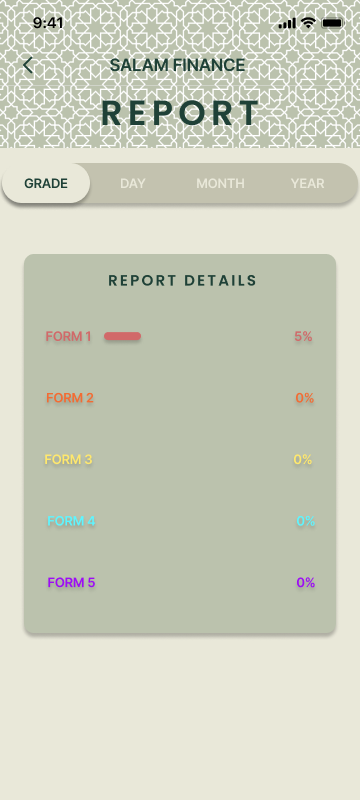 9:41
SALAM FINANCE
REPORT
GRADE DAY MONTH YEAR
REPORT DETAILS
FORM 1 5%
FORM 2 0%
FORM 3 0%
FORM 4 0%
FORM 5 0%